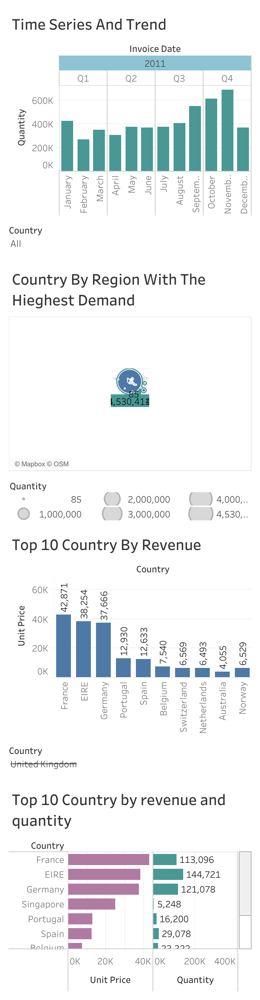 Time Series And Trend
Invoice Date
2011
Q1 Q2 Q3 Q4
Quantity
600K
400K
200K
0K
January February March April May June July August Septem.. October Novemb.. Decemb..
Country
All
Country By Region With The
Hieghest Demand
85
4,530,41
© Mapbox © OSM
Quantity
85 2,000,000 4,000,..
1,000,000 3,000,000 4,530,..
Top 10 Country By Revenue
Country
Unit Price
60K
40K
20K
0K
42,871 38,254 37,666 12,930 12,633 7,540 6,569 6,493 4,055 6,529
France EIRE Germany Portugal Spain Belgium Switzerland Netherlands Australia Norway
Country
United Kingdom
Top 10 Country by revenue and
quantity
Country
France 113,096
EIRE 144,721
Germany 121,078
Singapore 5,248
Portugal 16,200
Spain 29,078
Belgium
0K 20K 40K 0K 200K 400K
Unit Price Quantity